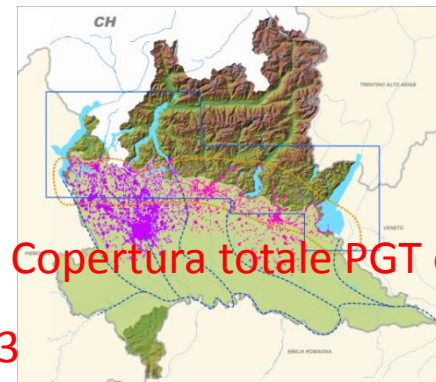 CH
TRENTINO ALTO ADIGE
VENETO
Copertura totale PGT
3
EMILIA ROMAGNA